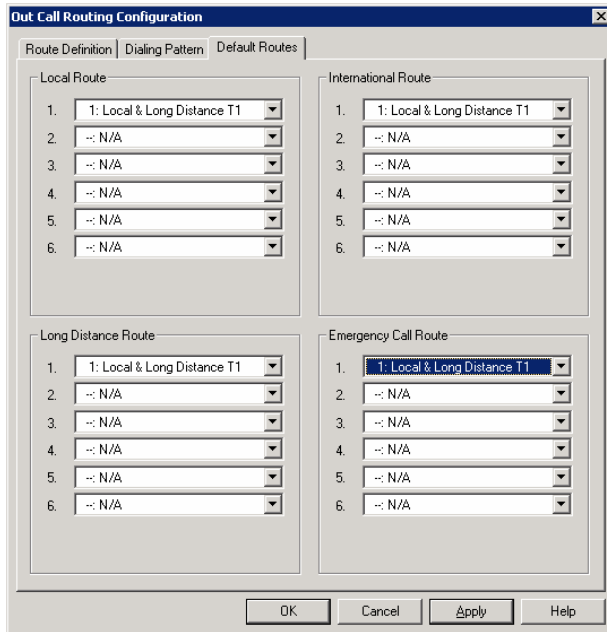 Out Call Routing Configuration
Route Definition Dialing Pattern Default Routes
Local Route
1. 1: Local & Long Distance T1
2. --: N/A
3. --: N/A
4. --: N/A
5. --: N/A
6. --: N/A
International Route
1. 1: Local & Long Distance T1
2. --: N/A
3. --: N/A
4. --: N/A
5. --: N/A
6. --: N/A
Long Distance Route
1. 1: Local & Long Distance T1
2. --: N/A
3. --: N/A
4. --: N/A
5. --: N/A
6. --: N/A
Emergency Call Route
1. 1: Local & Long Distance T1
2. --: N/A
3. --: N/A
4. --: N/A
5. --: N/A
6. --: N/A
OK Cancel Apply Help